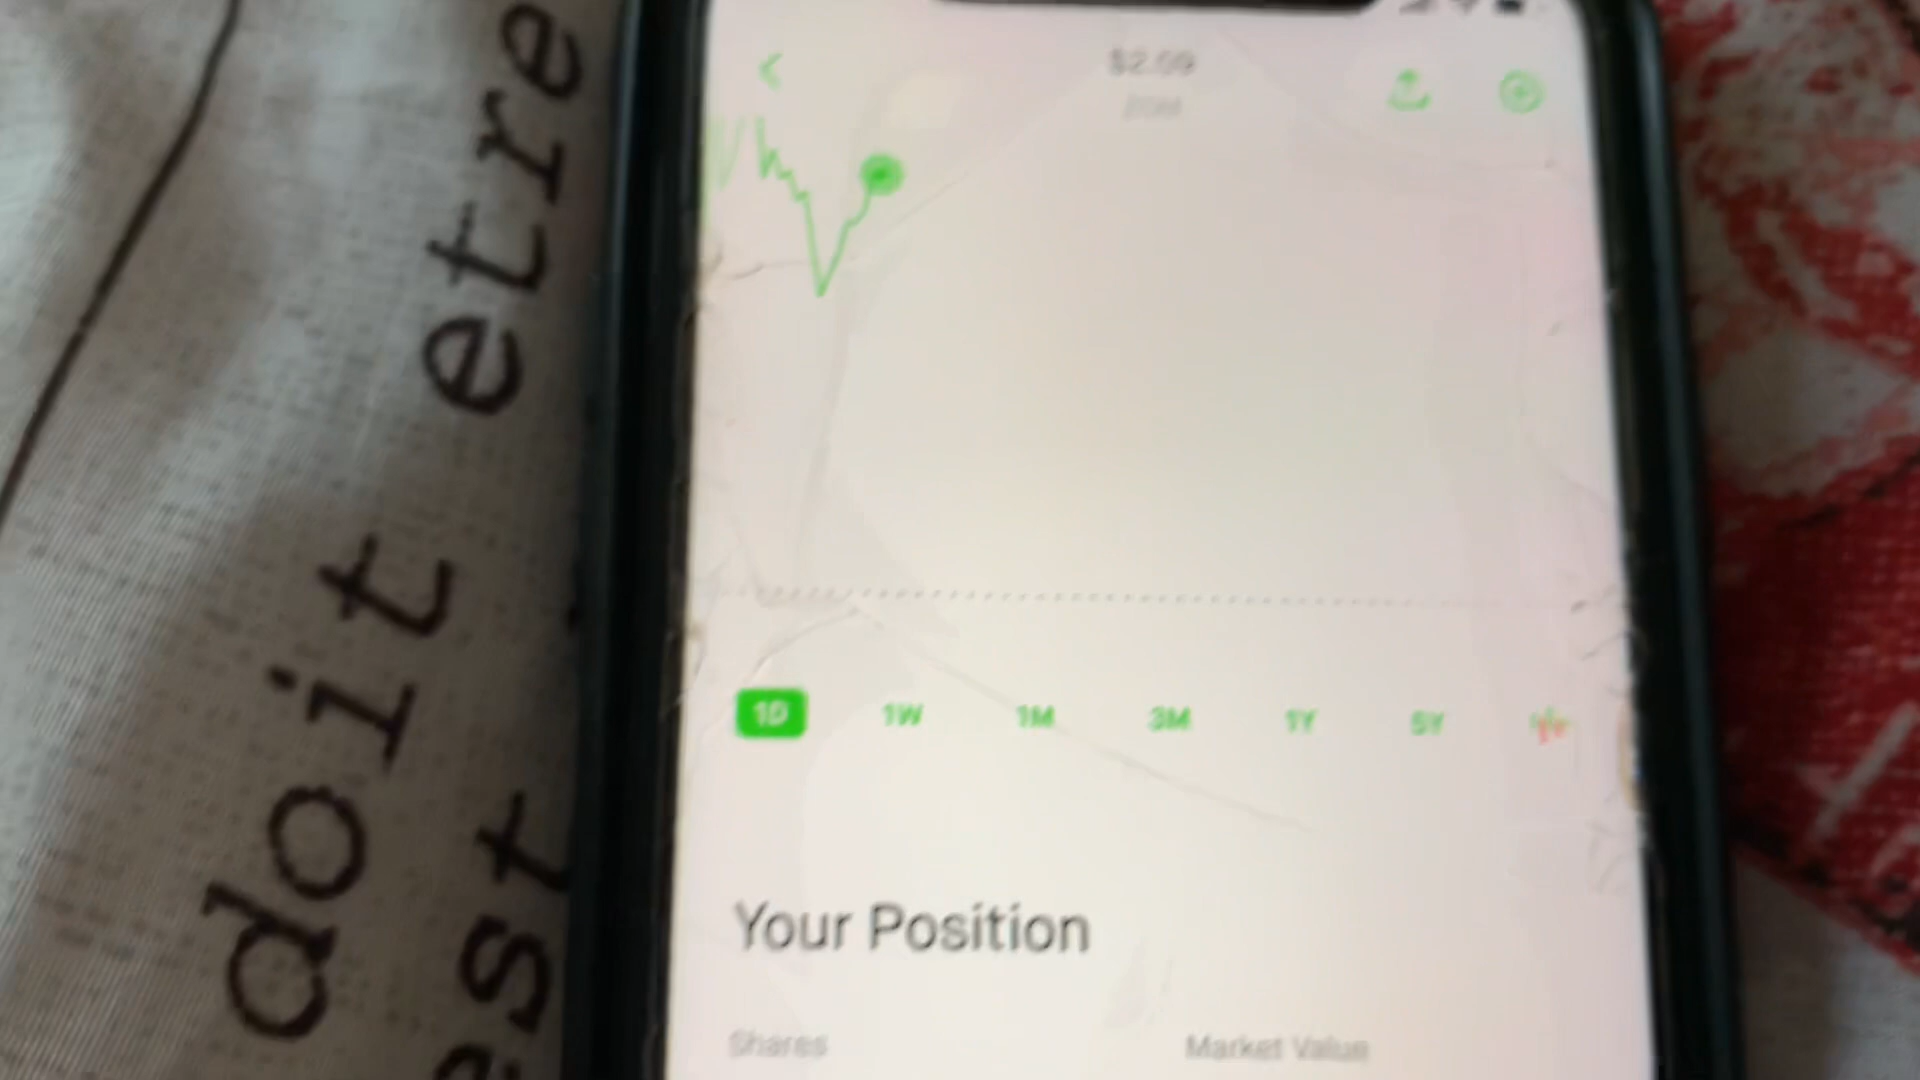 $2.09
1D 1W 1M 3M 1Y 5Y
Your Position
Shares Market Value
doit etre
est